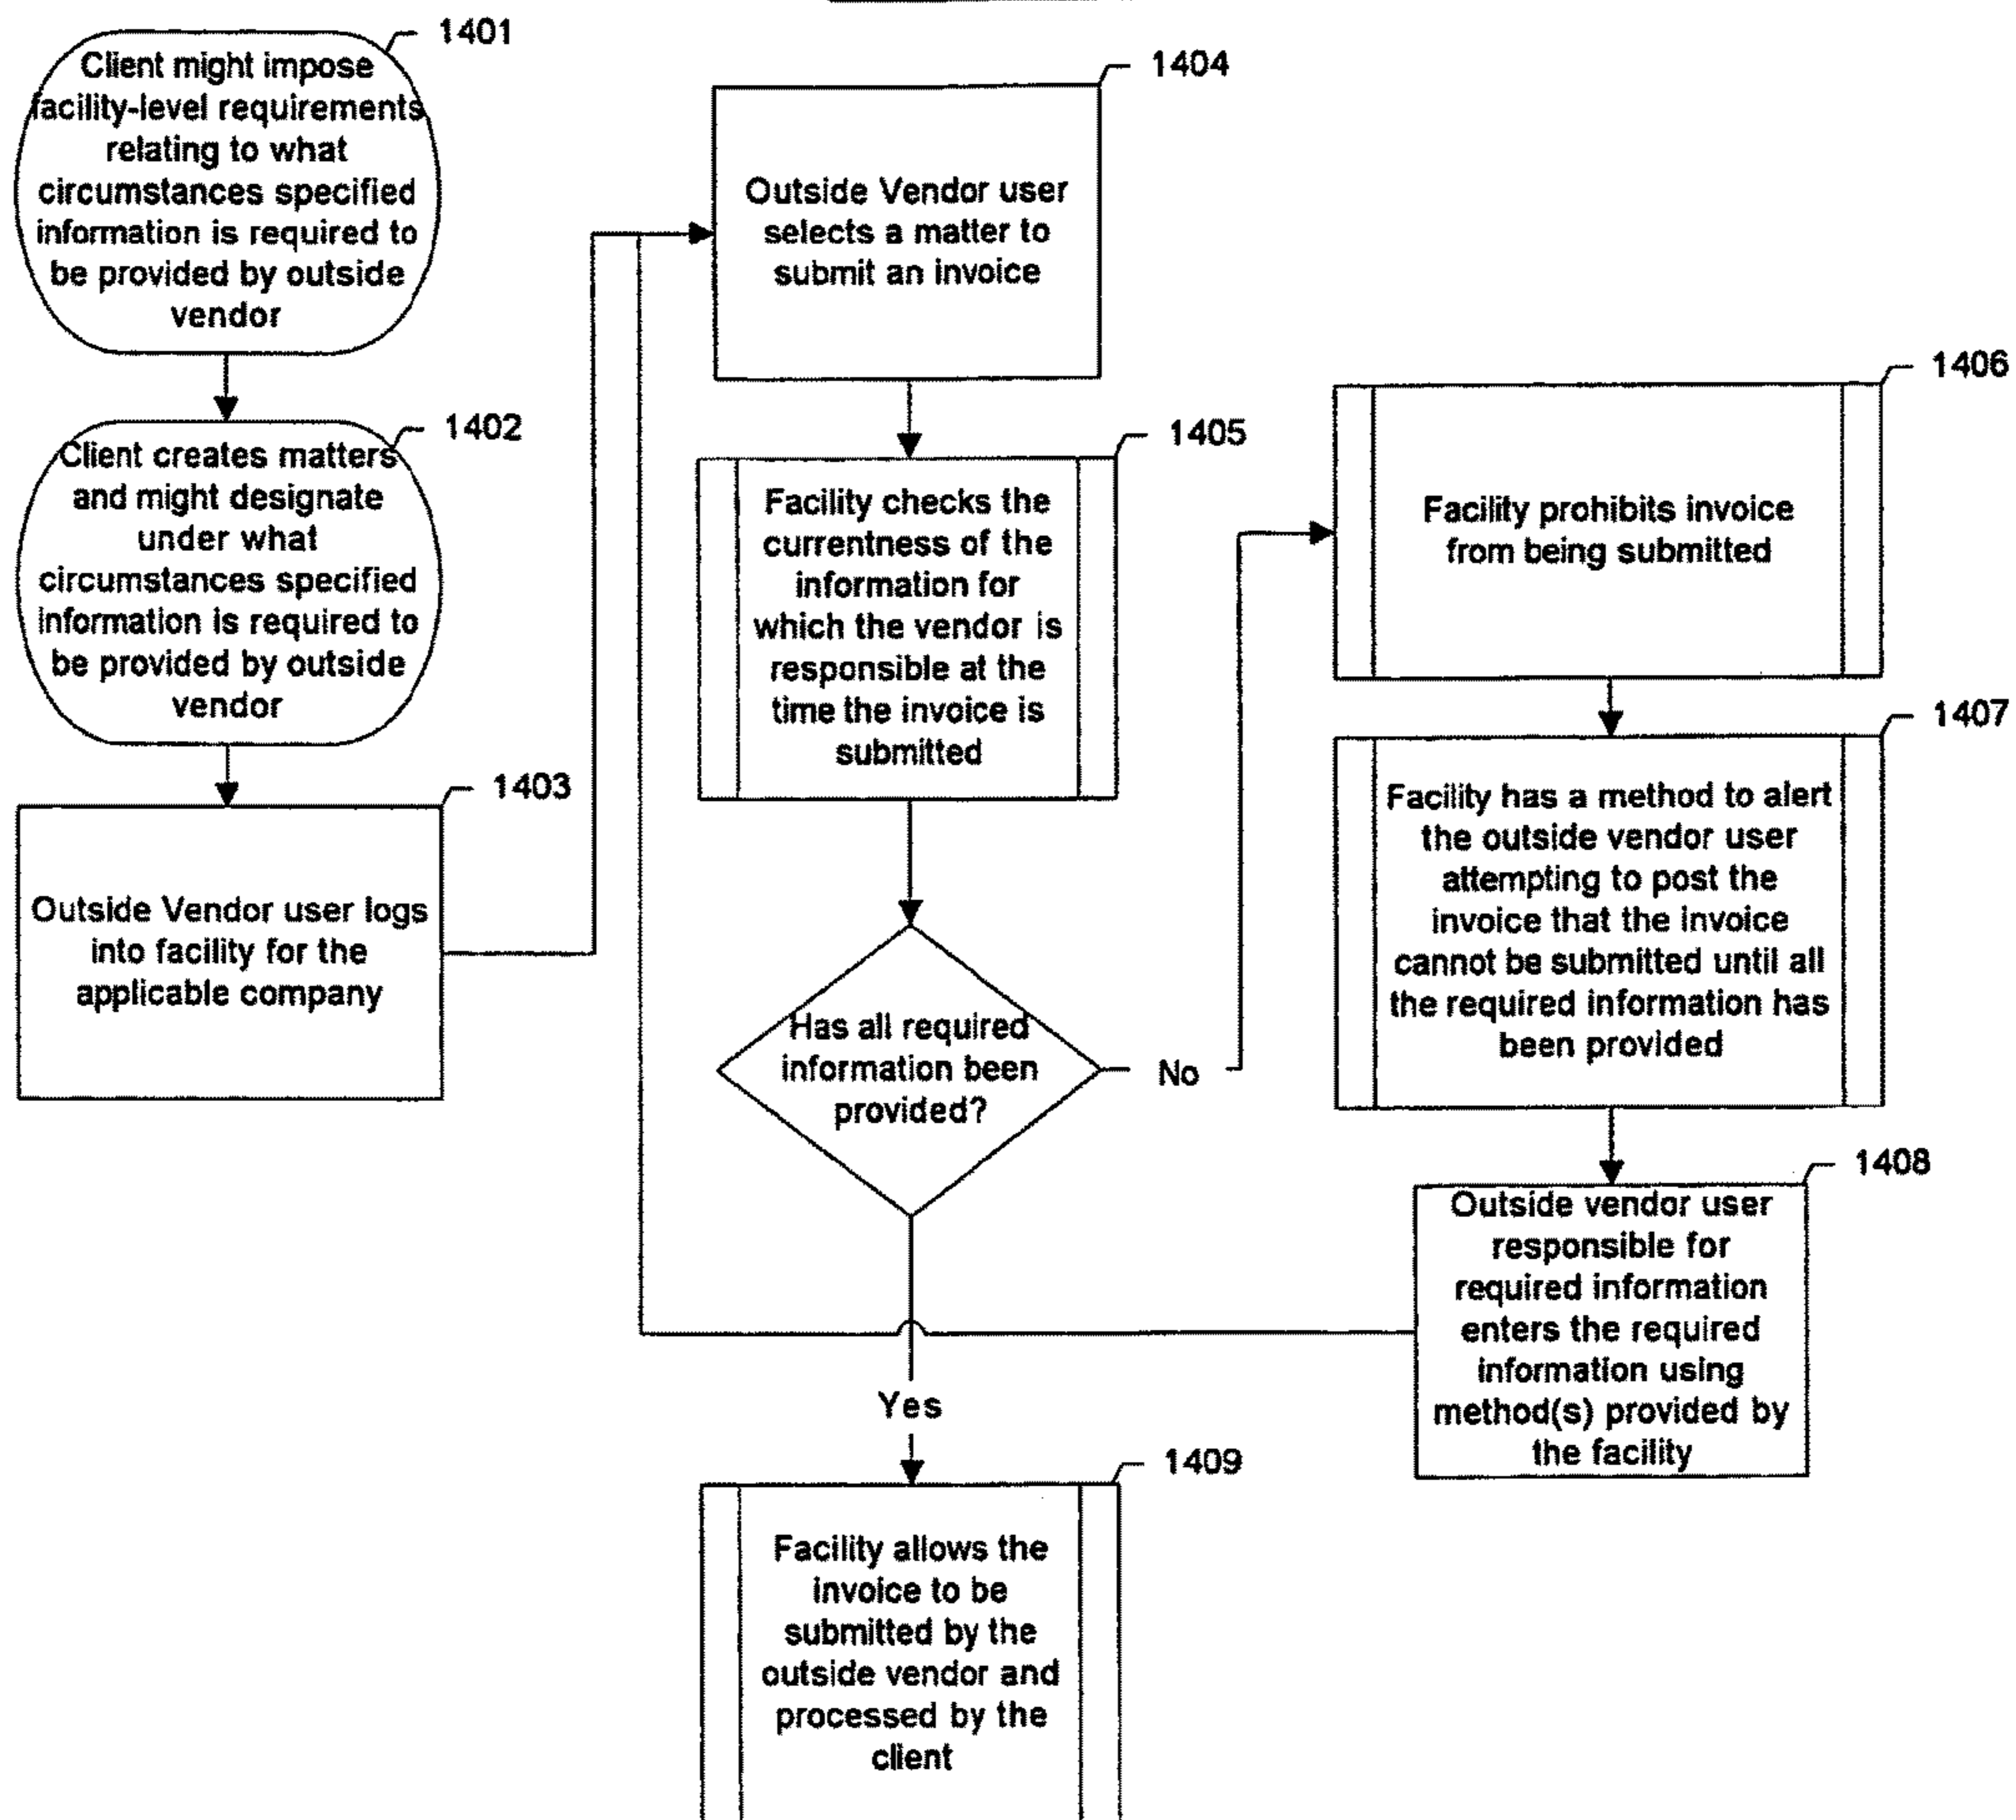 1401
Client might impose
facility-level requirements
relating to what
circumstances specified
information is required to
be provided by outside
vendor
1402
Client creates matters
and might designate
under what
circumstances specified
information is required to
be provided by outside
vendor
1403
Outside Vendor user logs
into facility for the
applicable company
1404
Outside Vendor user
selects a matter to
submit an invoice
1405
Facility checks the
currentness of the
information for
which the vendor is
responsible at the
time the invoice is
submitted
Has all required
information been
provided?
No
Yes
1406
Facility prohibits invoice
from being submitted
1407
Facility has a method to alert
the outside vendor user
attempting to post the
invoice that the invoice
cannot be submitted until all
the required information has
been provided
1408
Outside vendor user
responsible for
required information
enters the required
information using
method(s) provided by
the facility
1409
Facility allows the
invoice to be
submitted by the
outside vendor and
processed by the
client